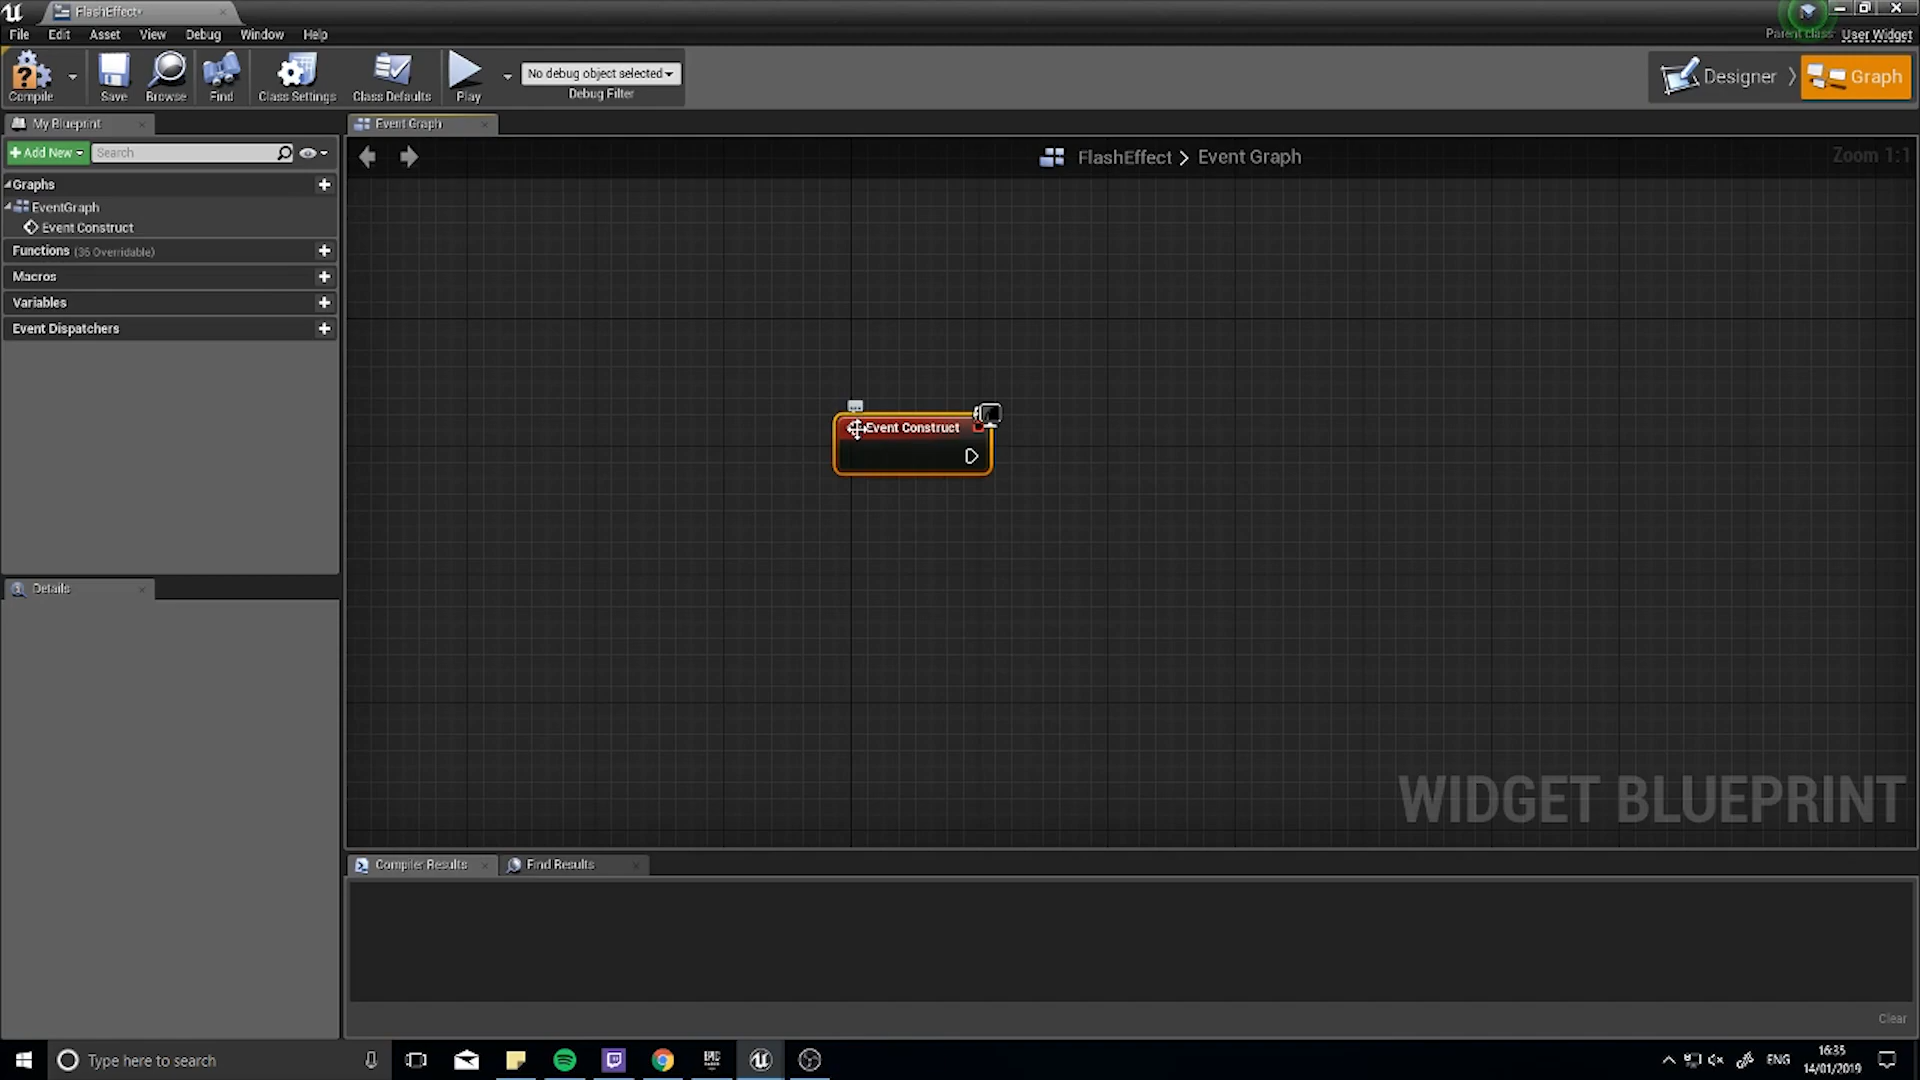 FlashEffect*
File Edit Asset View Debug Window Help
Parent class: User Widget
Compile Save Browse Find Class Settings Class Defaults Play
No debug object selected
Debug Filter
Designer Graph
My Blueprint
Event Graph
Add New Search
FlashEffect > Event Graph
Zoom 1:1
Graphs
EventGraph
Event Construct
Functions (36 Overridable)
Macros
Variables
Event Dispatchers
Event Construct
Details
WIDGET BLUEPRINT
Compiler Results Find Results
Clear
Type here to search
ENG
16:35
14/01/2019